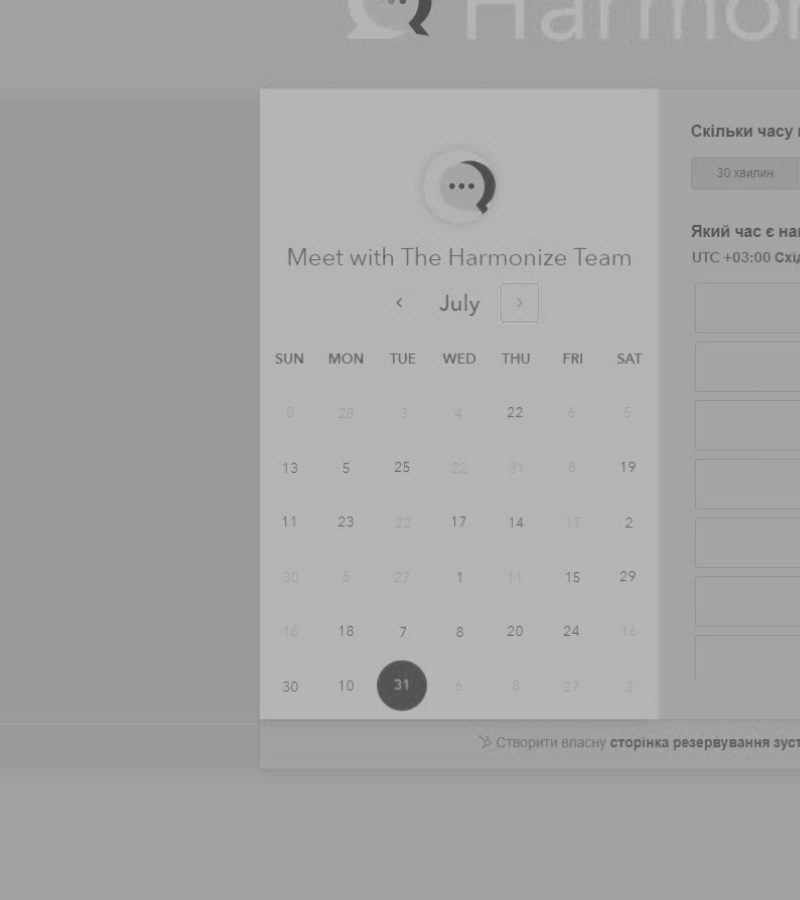 Harmon
Meet with The Harmonize Team
July
SUN MON TUE WED THU FRI SAT
8 28 3 4 22 6 5
13 5 25 22 31 8 19
11 23 22 17 14 17 2
30 6 27 1 11 15 29
16 18 7 8 20 24 16
30 10 31 6 8 27 3
Скільки часу
30 хвилин
Який час є на
UTC +03:00 Схід
Створити власну сторінка резервування зуст